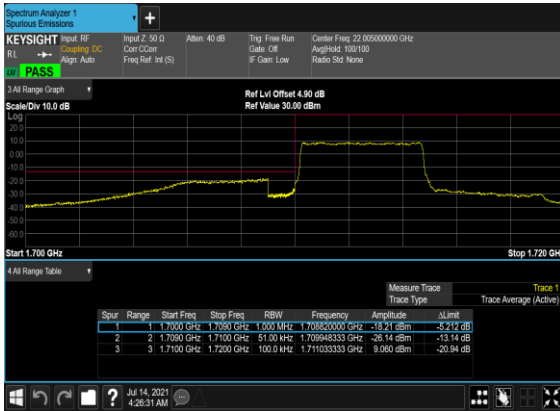 Spectrum Analyzer 1
Spurious Emissions
+
KEYSIGHT Input: RF Input Z: 50 Ω Atten: 40 dB Trig: Free Run Center Freq: 22.005000000 GHz
Coupling: DC Corr CCorr Gate: Off Avg|Hold: 100/100
RL Align: Auto Freq Ref: Int (S) IF Gain: Low Radio Std: None
PASS
3 All Range Graph
Ref Lvl Offset 4.90 dB
Scale/Div 10.0 dB Ref Value 30.00 dBm
Log
20.0
10.0
0.00
-10.0
-20.0
-30.0
-40.0
-50.0
-60.0
Start 1.700 GHz Stop 1.720 GH
4 All Range Table
Measure Trace Trace 1
Trace Type Trace Average (Active)
Spur Range Start Freq Stop Freq RBW Frequency Amplitude ΔLimit
1 1 1.7000 GHz 1.7090 GHz 1.000 MHz 1.708820000 GHz -18.21 dBm -5.212 dB
2 2 1.7090 GHz 1.7100 GHz 51.00 kHz 1.709948333 GHz -26.14 dBm -13.14 dB
3 3 1.7100 GHz 1.7200 GHz 100.0 kHz 1.711033333 GHz 9.060 dBm -20.94 dB
? Jul 14, 2021
4:26:31 AM